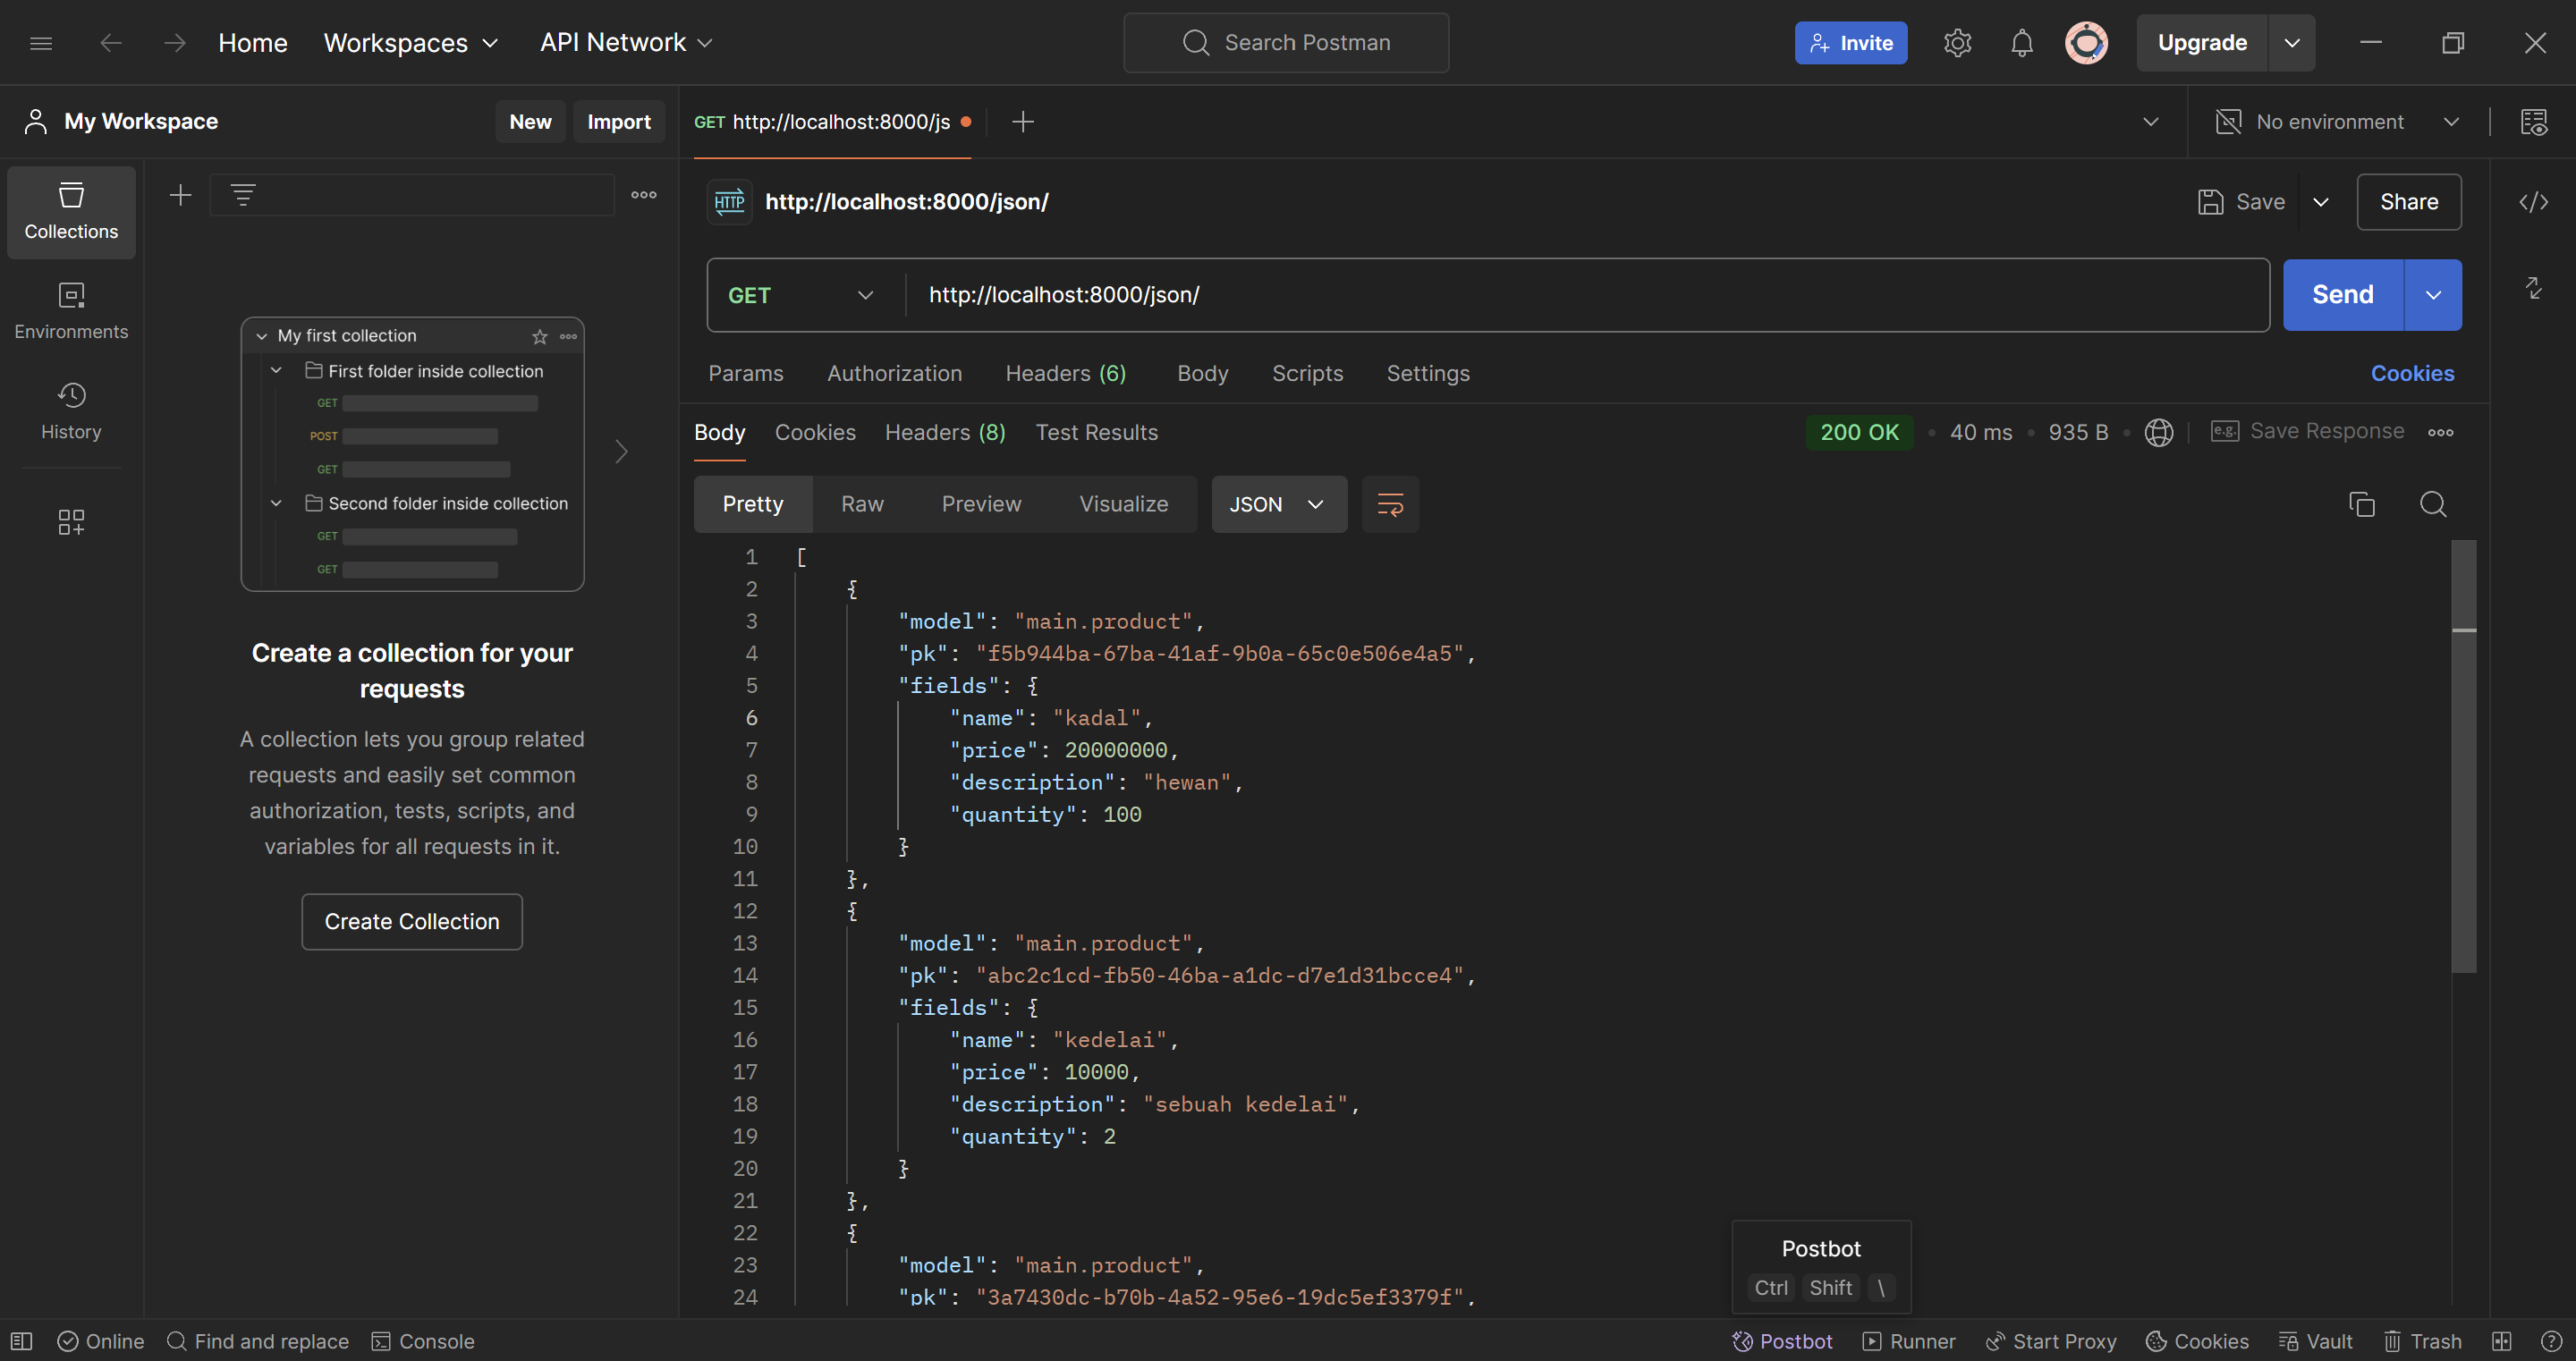 Home Workspaces API Network Search Postman Invite Upgrade
My Workspace New Import GET http://localhost:8000/js No environment
Collections
Environments
History
My first collection
First folder inside collection
GET
POST
GET
Second folder inside collection
GET
GET
Create a collection for your
requests
A collection lets you group related
requests and easily set common
authorization, tests, scripts, and
variables for all requests in it.
Create Collection
HTTP http://localhost:8000/json/ Save Share
GET http://localhost:8000/json/ Send
Params Authorization Headers (6) Body Scripts Settings Cookies
Body Cookies Headers (8) Test Results 200 OK • 40 ms • 935 B • e.g. Save Response
Pretty Raw Preview Visualize JSON
1 [
2 {
3 "model": "main.product",
4 "pk": "f5b944ba-67ba-41af-9b0a-65c0e506e4a5",
5 "fields": {
6 "name": "kadal",
7 "price": 20000000,
8 "description": "hewan",
9 "quantity": 100
10 }
11 },
12 {
13 "model": "main.product",
14 "pk": "abc2c1cd-fb50-46ba-a1dc-d7e1d31bcce4",
15 "fields": {
16 "name": "kedelai",
17 "price": 10000,
18 "description": "sebuah kedelai",
19 "quantity": 2
20 }
21 },
22 {
23 "model": "main.product",
24 "pk": "3a7430dc-b70b-4a52-95e6-19dc5ef3379f",
Postbot
Ctrl Shift \
Online Find and replace Console Postbot Runner Start Proxy Cookies Vault Trash